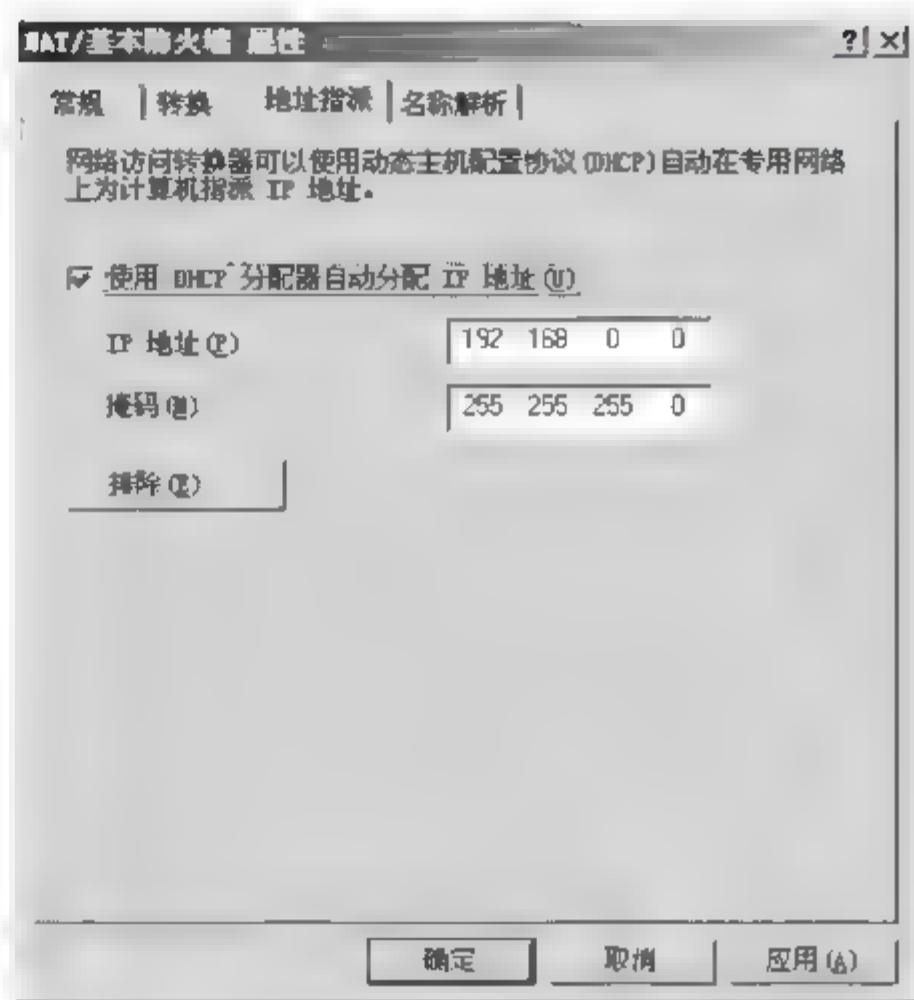 NAT/基本防火墙 属性
? ×
常规 转换 地址指派 名称解析
网络访问转换器可以使用动态主机配置协议(DHCP)自动在专用网络
上为计算机指派 IP 地址。
使用 DHCP 分配器自动分配 IP 地址(U)
IP 地址(P) 192 168 0 0
掩码(M) 255 255 255 0
排除(E)
确定 取消 应用(A)